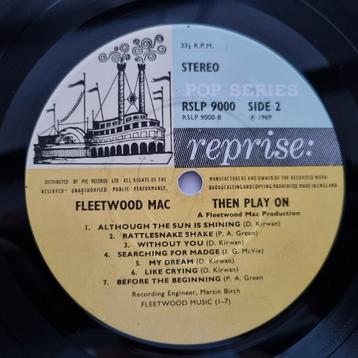 33⅓ R.P.M.
STEREO
POP SERIES
RSLP 9000 SIDE 2
RSLP 9000-B ℗ 1969
reprise:
DISTRIBUTED BY PYE RECORDS LTD · ALL RIGHTS OF THE MANUFACTURERS AND OWNER OF THE RECORDED WORK
RESERVED · UNAUTHORISED PUBLIC PERFORMANCE, BROADCASTING AND COPYING PROHIBITED MADE IN ENGLAND
FLEETWOOD MAC THEN PLAY ON
A Fleetwood Mac Production
1. ALTHOUGH THE SUN IS SHINING (D. Kirwan)
2. RATTLESNAKE SHAKE (P. A. Green)
3. WITHOUT YOU (D. Kirwan)
4. SEARCHING FOR MADGE (J. G. McVie)
5. MY DREAM (D. Kirwan)
6. LIKE CRYING (D. Kirwan)
7. BEFORE THE BEGINNING (P. A. Green
Recording Engineer, Martin Birch
FLEETWOOD MUSIC (1–7)